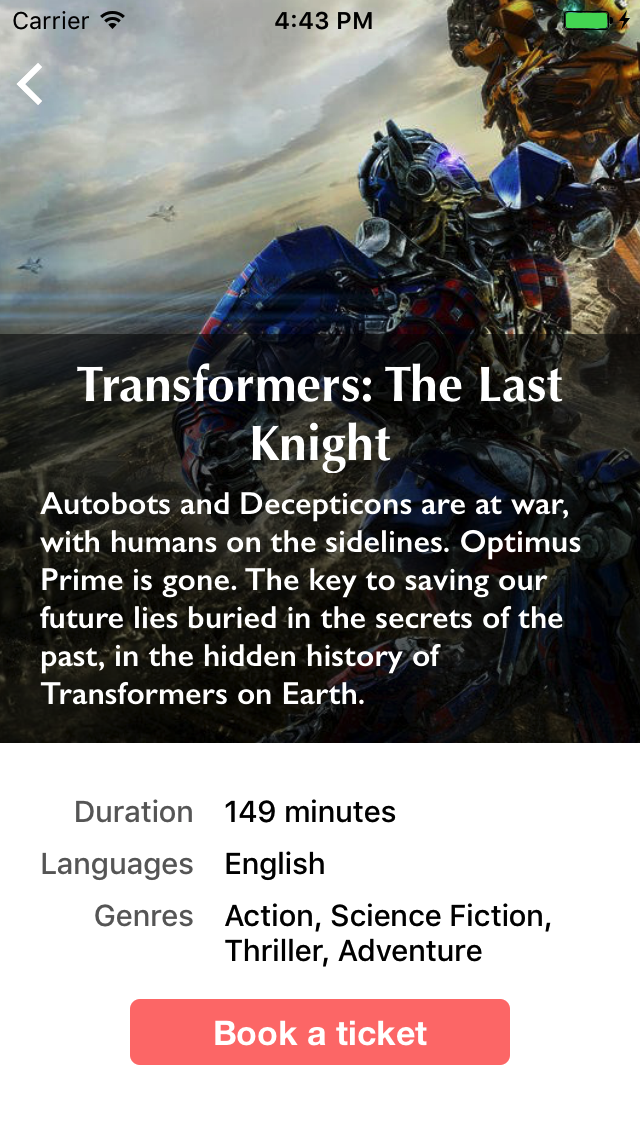 Carrier 4:43 PM
Transformers: The Last
Knight
Autobots and Decepticons are at war,
with humans on the sidelines. Optimus
Prime is gone. The key to saving our
future lies buried in the secrets of the
past, in the hidden history of
Transformers on Earth.
Duration 149 minutes
Languages English
Genres Action, Science Fiction,
Thriller, Adventure
Book a ticket